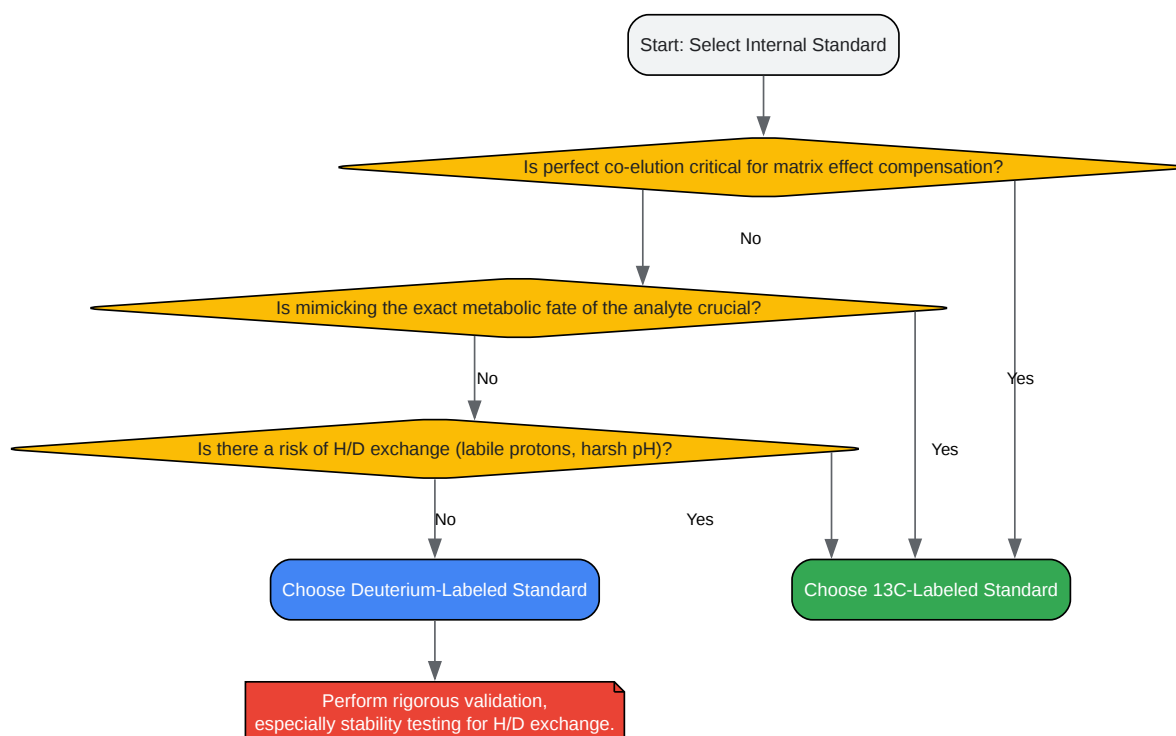 Start: Select Internal Standard
Is perfect co-elution critical for matrix effect compensation?
No
Is mimicking the exact metabolic fate of the analyte crucial?
No
Yes
Is there a risk of H/D exchange (labile protons, harsh pH)?
Yes
No
Yes
Choose Deuterium-Labeled Standard
Choose 13C-Labeled Standard
Perform rigorous validation,
especially stability testing for H/D exchange.